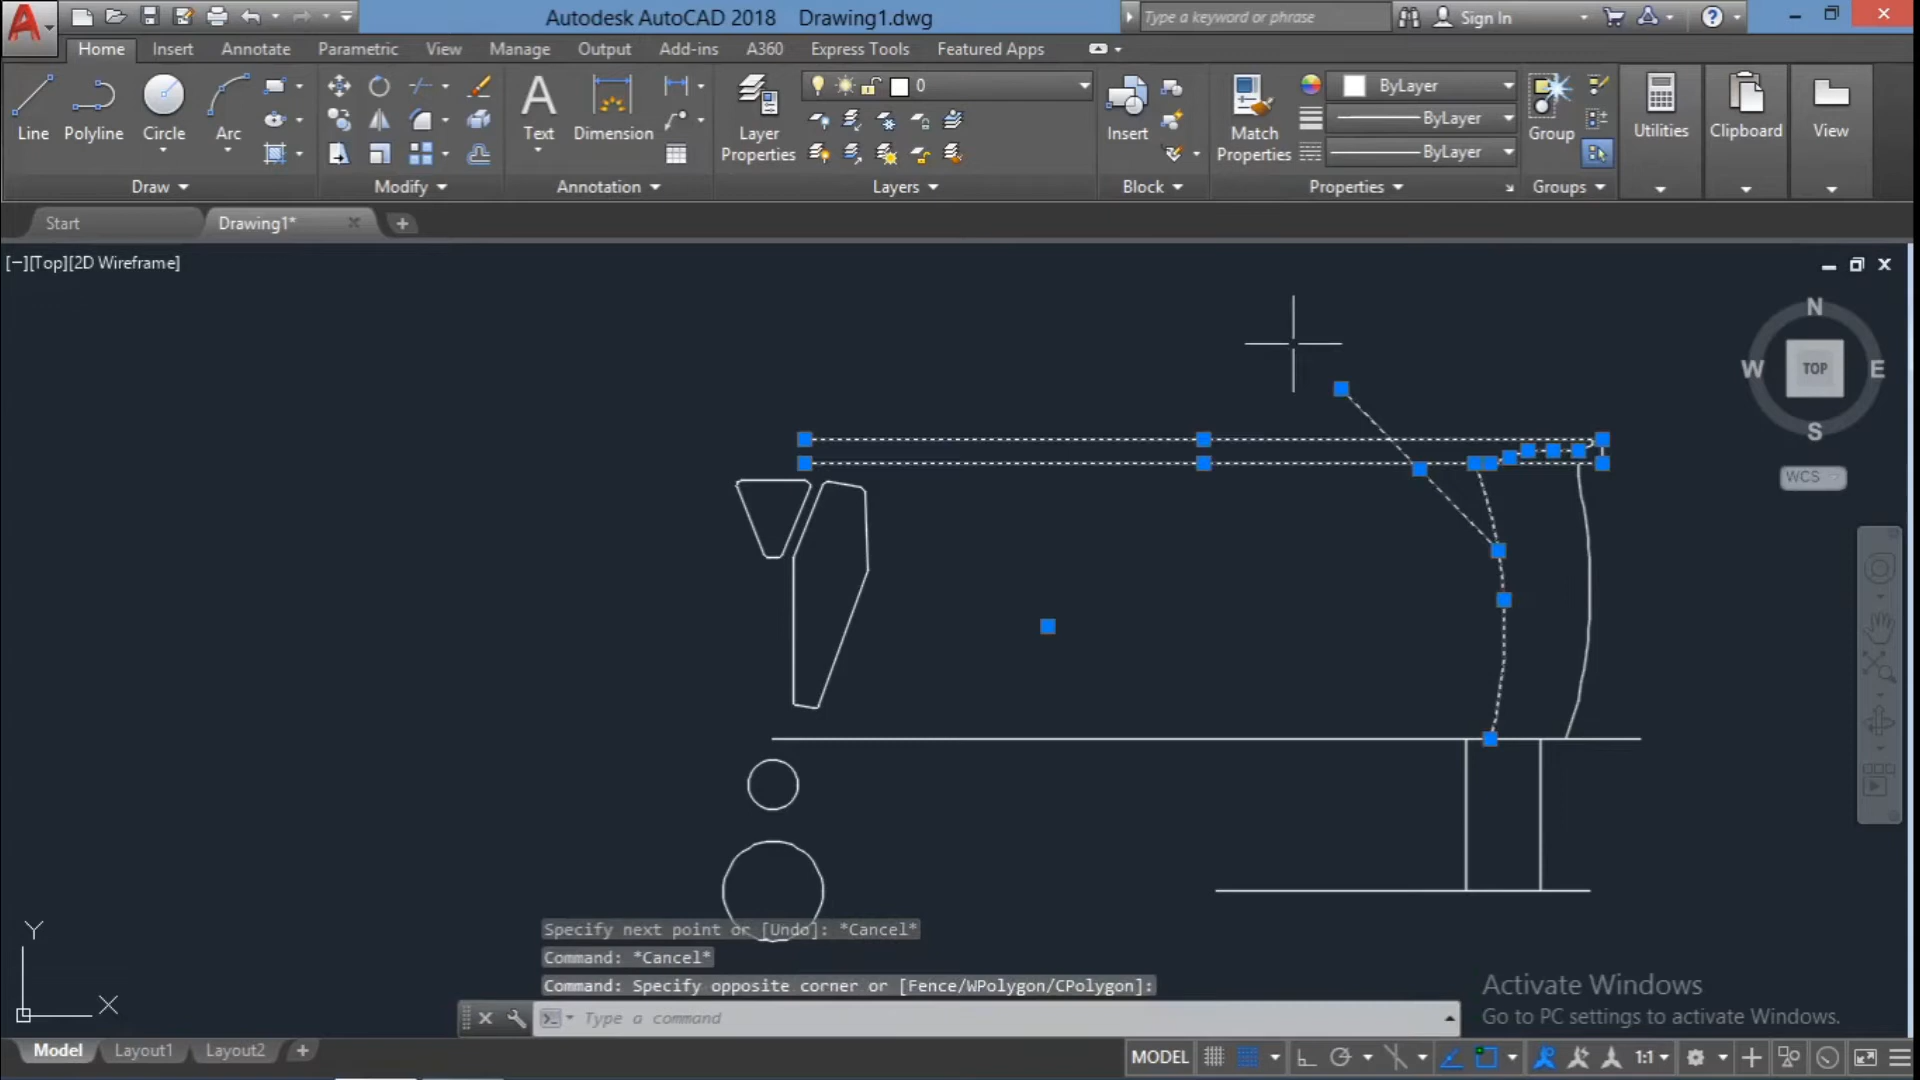 Autodesk AutoCAD 2018 Drawing1.dwg
Type a keyword or phrase
Sign In
Home Insert Annotate Parametric View Manage Output Add-ins A360 Express Tools Featured Apps
Line Polyline Circle Arc
Text Dimension
Layer Properties
0
Insert
Match Properties
ByLayer
ByLayer
ByLayer
Group
Utilities Clipboard View
Draw Modify Annotation Layers Block Properties Groups
Start Drawing1*
[−][Top][2D Wireframe]
N
W TOP E
S
WCS
Y
X
Specify next point or [Undo]: *Cancel*
Command: *Cancel*
Command: Specify opposite corner or [Fence/WPolygon/CPolygon]:
Type a command
Activate Windows
Go to PC settings to activate Windows.
Model Layout1 Layout2
MODEL 1:1